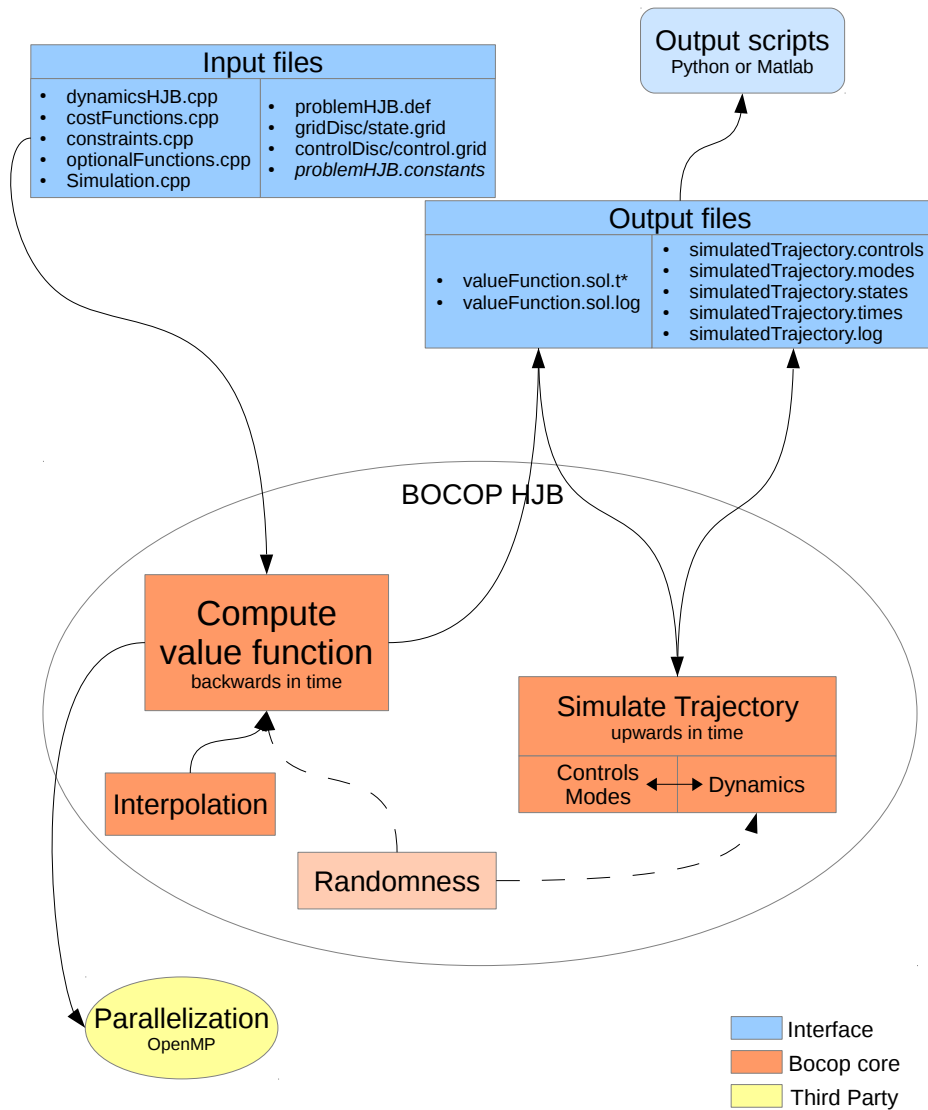 Output scripts
Python or Matlab
Input files
• dynamicsHJB.cpp
• costFunctions.cpp
• constraints.cpp
• optionalFunctions.cpp
• Simulation.cpp
• problemHJB.def
• gridDisc/state.grid
• controlDisc/control.grid
• problemHJB.constants
Output files
• valueFunction.sol.t*
• valueFunction.sol.log
• simulatedTrajectory.controls
• simulatedTrajectory.modes
• simulatedTrajectory.states
• simulatedTrajectory.times
• simulatedTrajectory.log
BOCOP HJB
Compute
value function
backwards in time
Simulate Trajectory
upwards in time
Controls
Modes
Dynamics
Interpolation
Randomness
Parallelization
OpenMP
Interface
Bocop core
Third Party